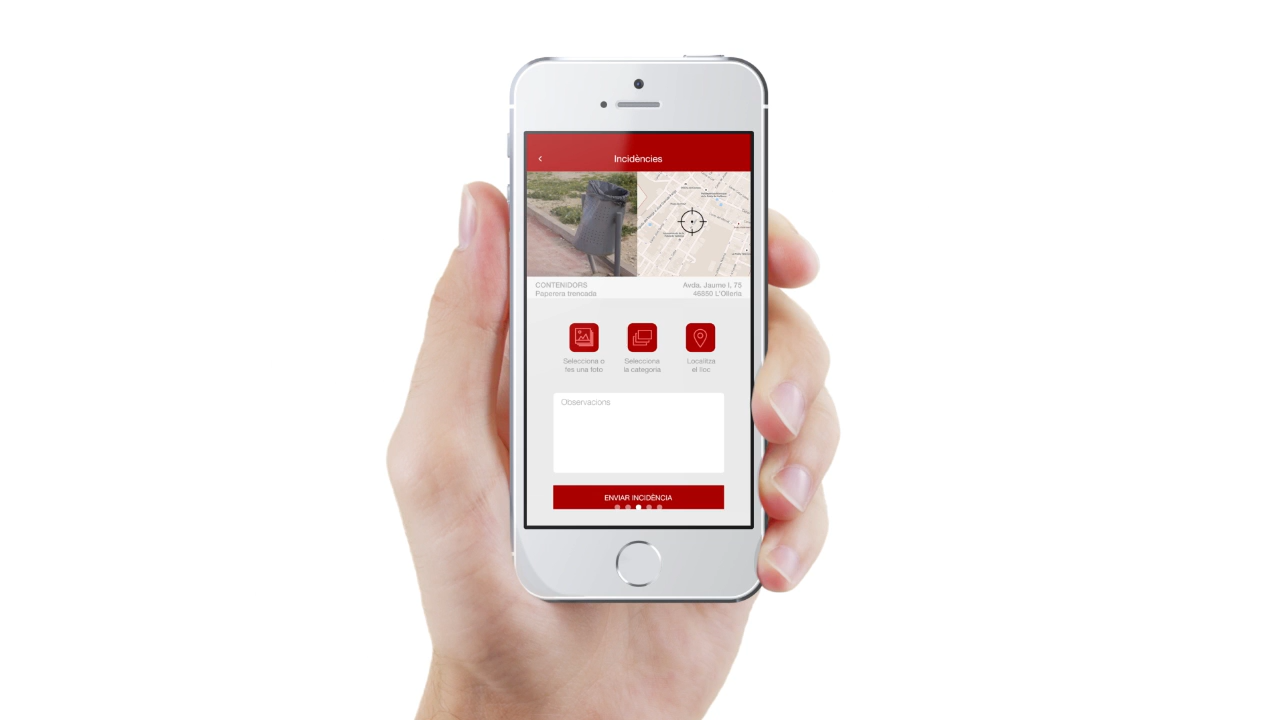 Incidències
CONTENIDORS
Paperera trencada
Avda. Jaume I, 75
46850 L'Olleria
Selecciona o
fes una foto
Selecciona
la categoria
Localitza
el lloc
Observacions
ENVIAR INCIDÈNCIA